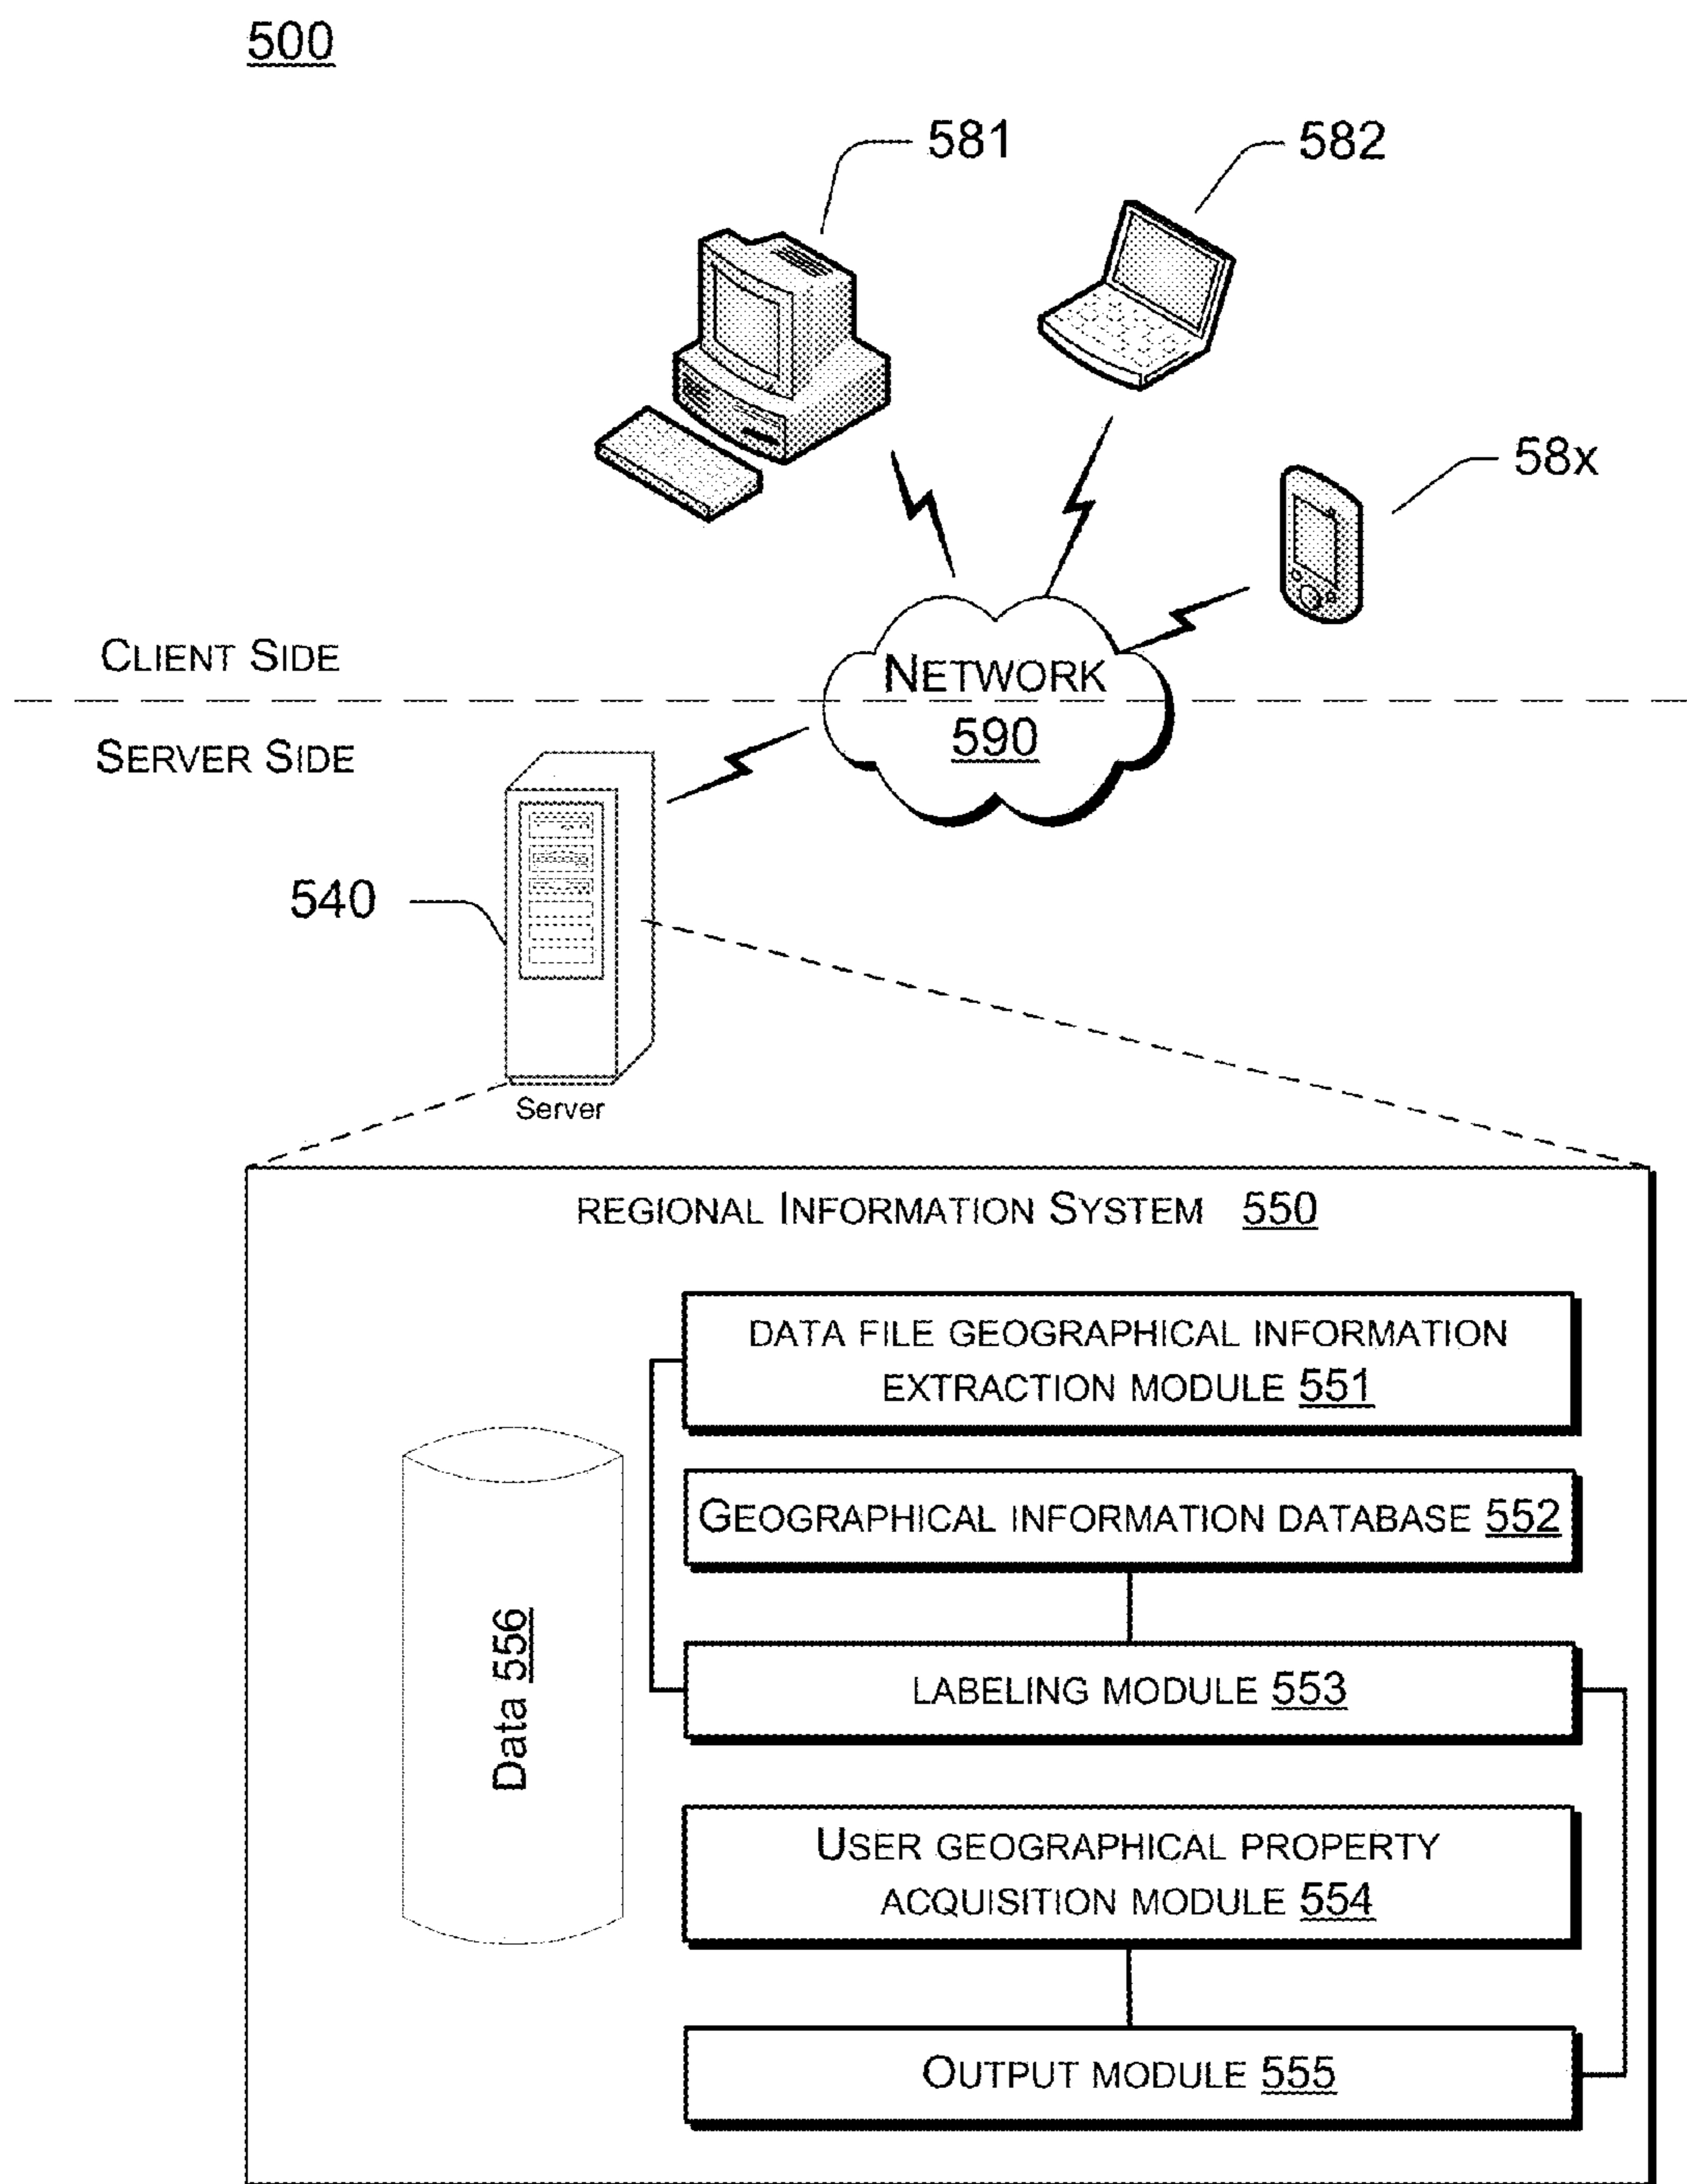 500
581
582
58x
CLIENT SIDE
NETWORK
590
SERVER SIDE
540
Server
REGIONAL INFORMATION SYSTEM 550
DATA FILE GEOGRAPHICAL INFORMATION
EXTRACTION MODULE 551
GEOGRAPHICAL INFORMATION DATABASE 552
Data 556
LABELING MODULE 553
USER GEOGRAPHICAL PROPERTY
ACQUISITION MODULE 554
OUTPUT MODULE 555